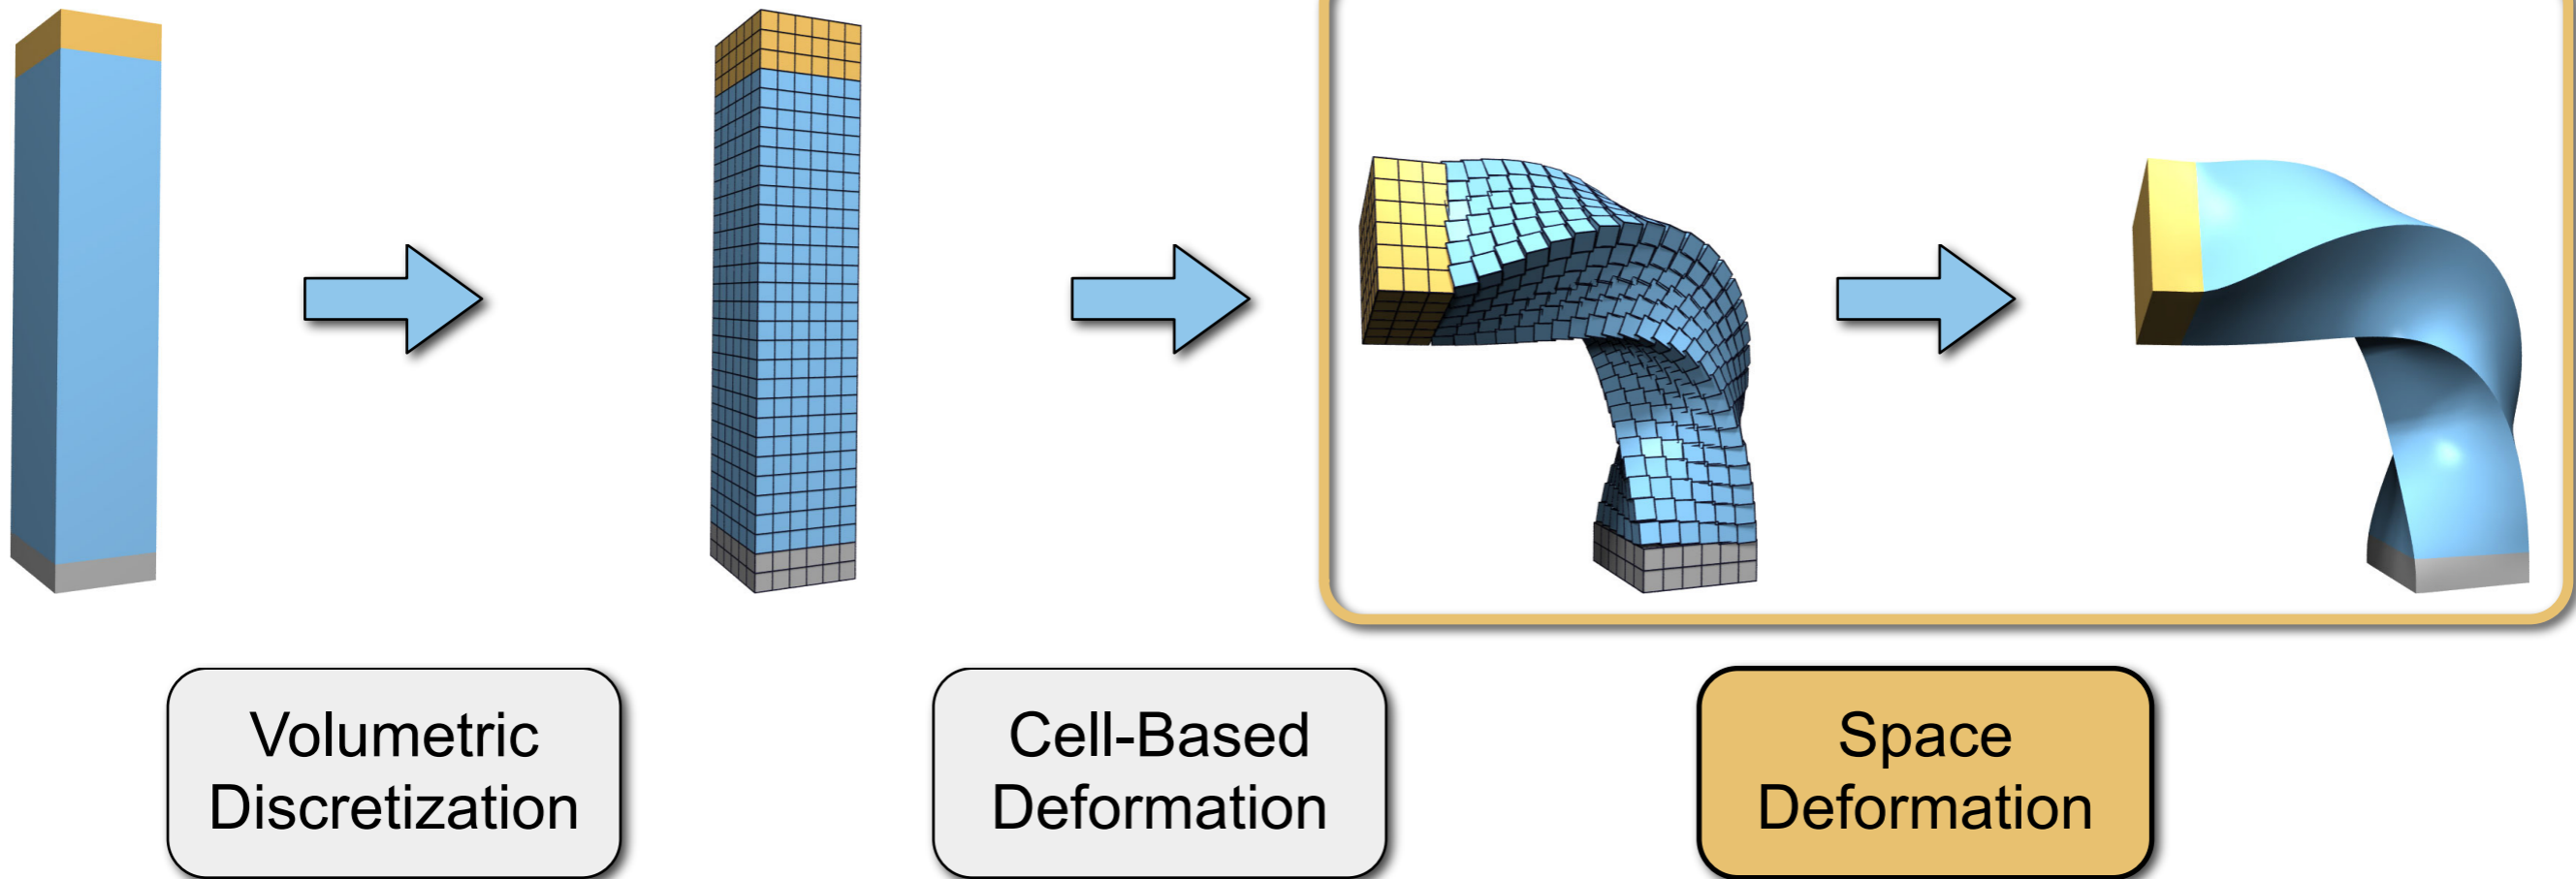 Volumetric
Discretization
Cell-Based
Deformation
Space
Deformation